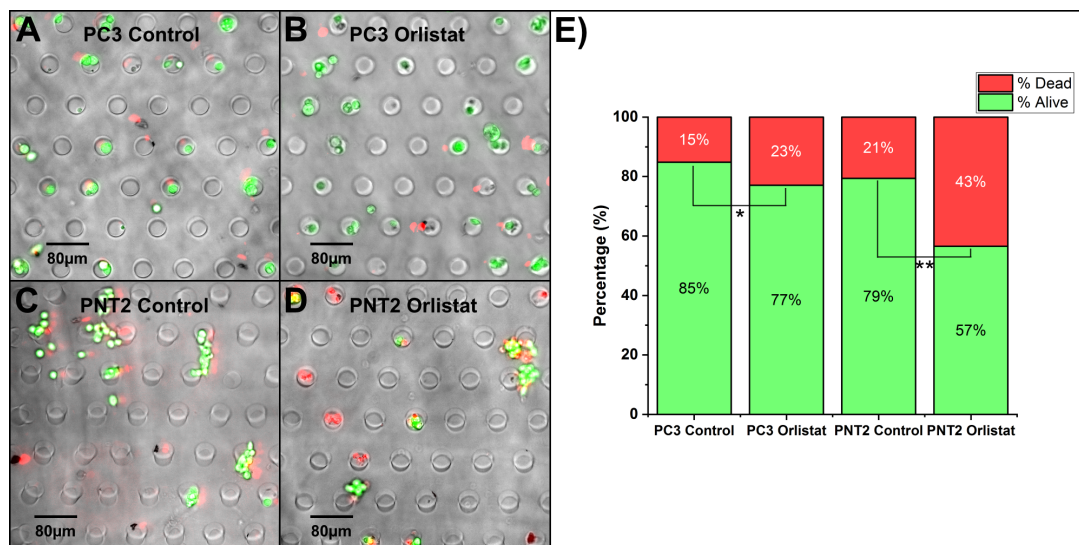 A PC3 Control
80µm
B PC3 Orlistat
80µm
C PNT2 Control
80µm
D PNT2 Orlistat
80µm
E)
% Dead
% Alive
Percentage (%)
100
80
60
40
20
0
15%
23%
21%
43%
*
**
85%
77%
79%
57%
PC3 Control PC3 Orlistat PNT2 Control PNT2 Orlistat